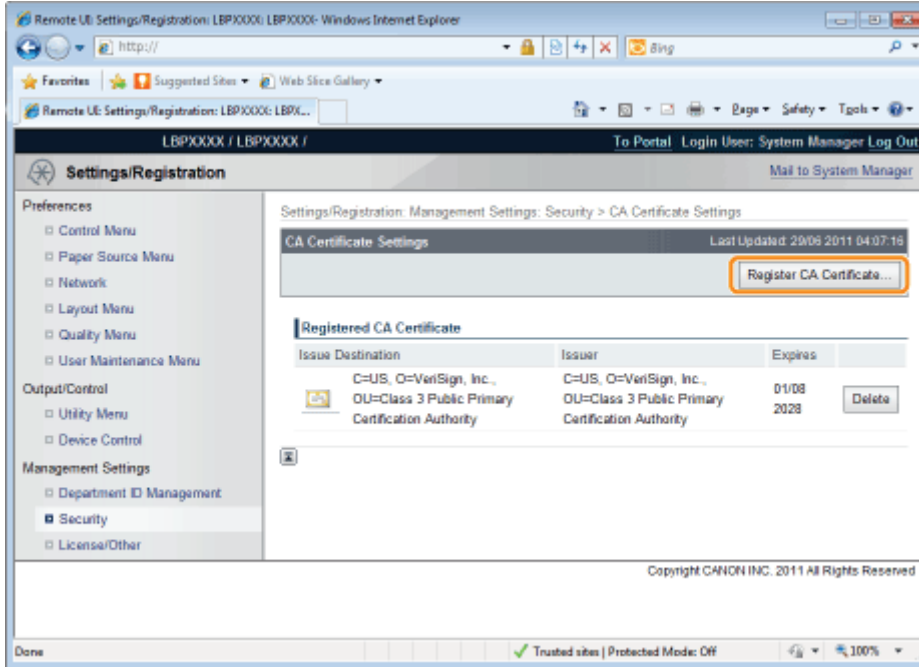 Remote UI: Settings/Registration: LBPXXXX: LBPXXXX- Windows Internet Explorer
http://
Bing
Favorites Suggested Sites Web Slice Gallery
Remote UI: Settings/Registration: LBPXXXX: LBPX...
Page Safety Tools
LBPXXXX / LBPXXXX / To Portal Login User: System Manager Log Out
Settings/Registration Mail to System Manager
Preferences
Control Menu
Paper Source Menu
Network
Layout Menu
Quality Menu
User Maintenance Menu
Output/Control
Utility Menu
Device Control
Management Settings
Department ID Management
Security
License/Other
Settings/Registration: Management Settings: Security > CA Certificate Settings
CA Certificate Settings Last Updated: 29/06 2011 04:07:16
Register CA Certificate...
Registered CA Certificate
Issue Destination Issuer Expires
C=US, O=VeriSign, Inc., C=US, O=VeriSign, Inc., 01/08
OU=Class 3 Public Primary OU=Class 3 Public Primary 2028 Delete
Certification Authority Certification Authority
Copyright CANON INC. 2011 All Rights Reserved
Done Trusted sites | Protected Mode: Off 100%